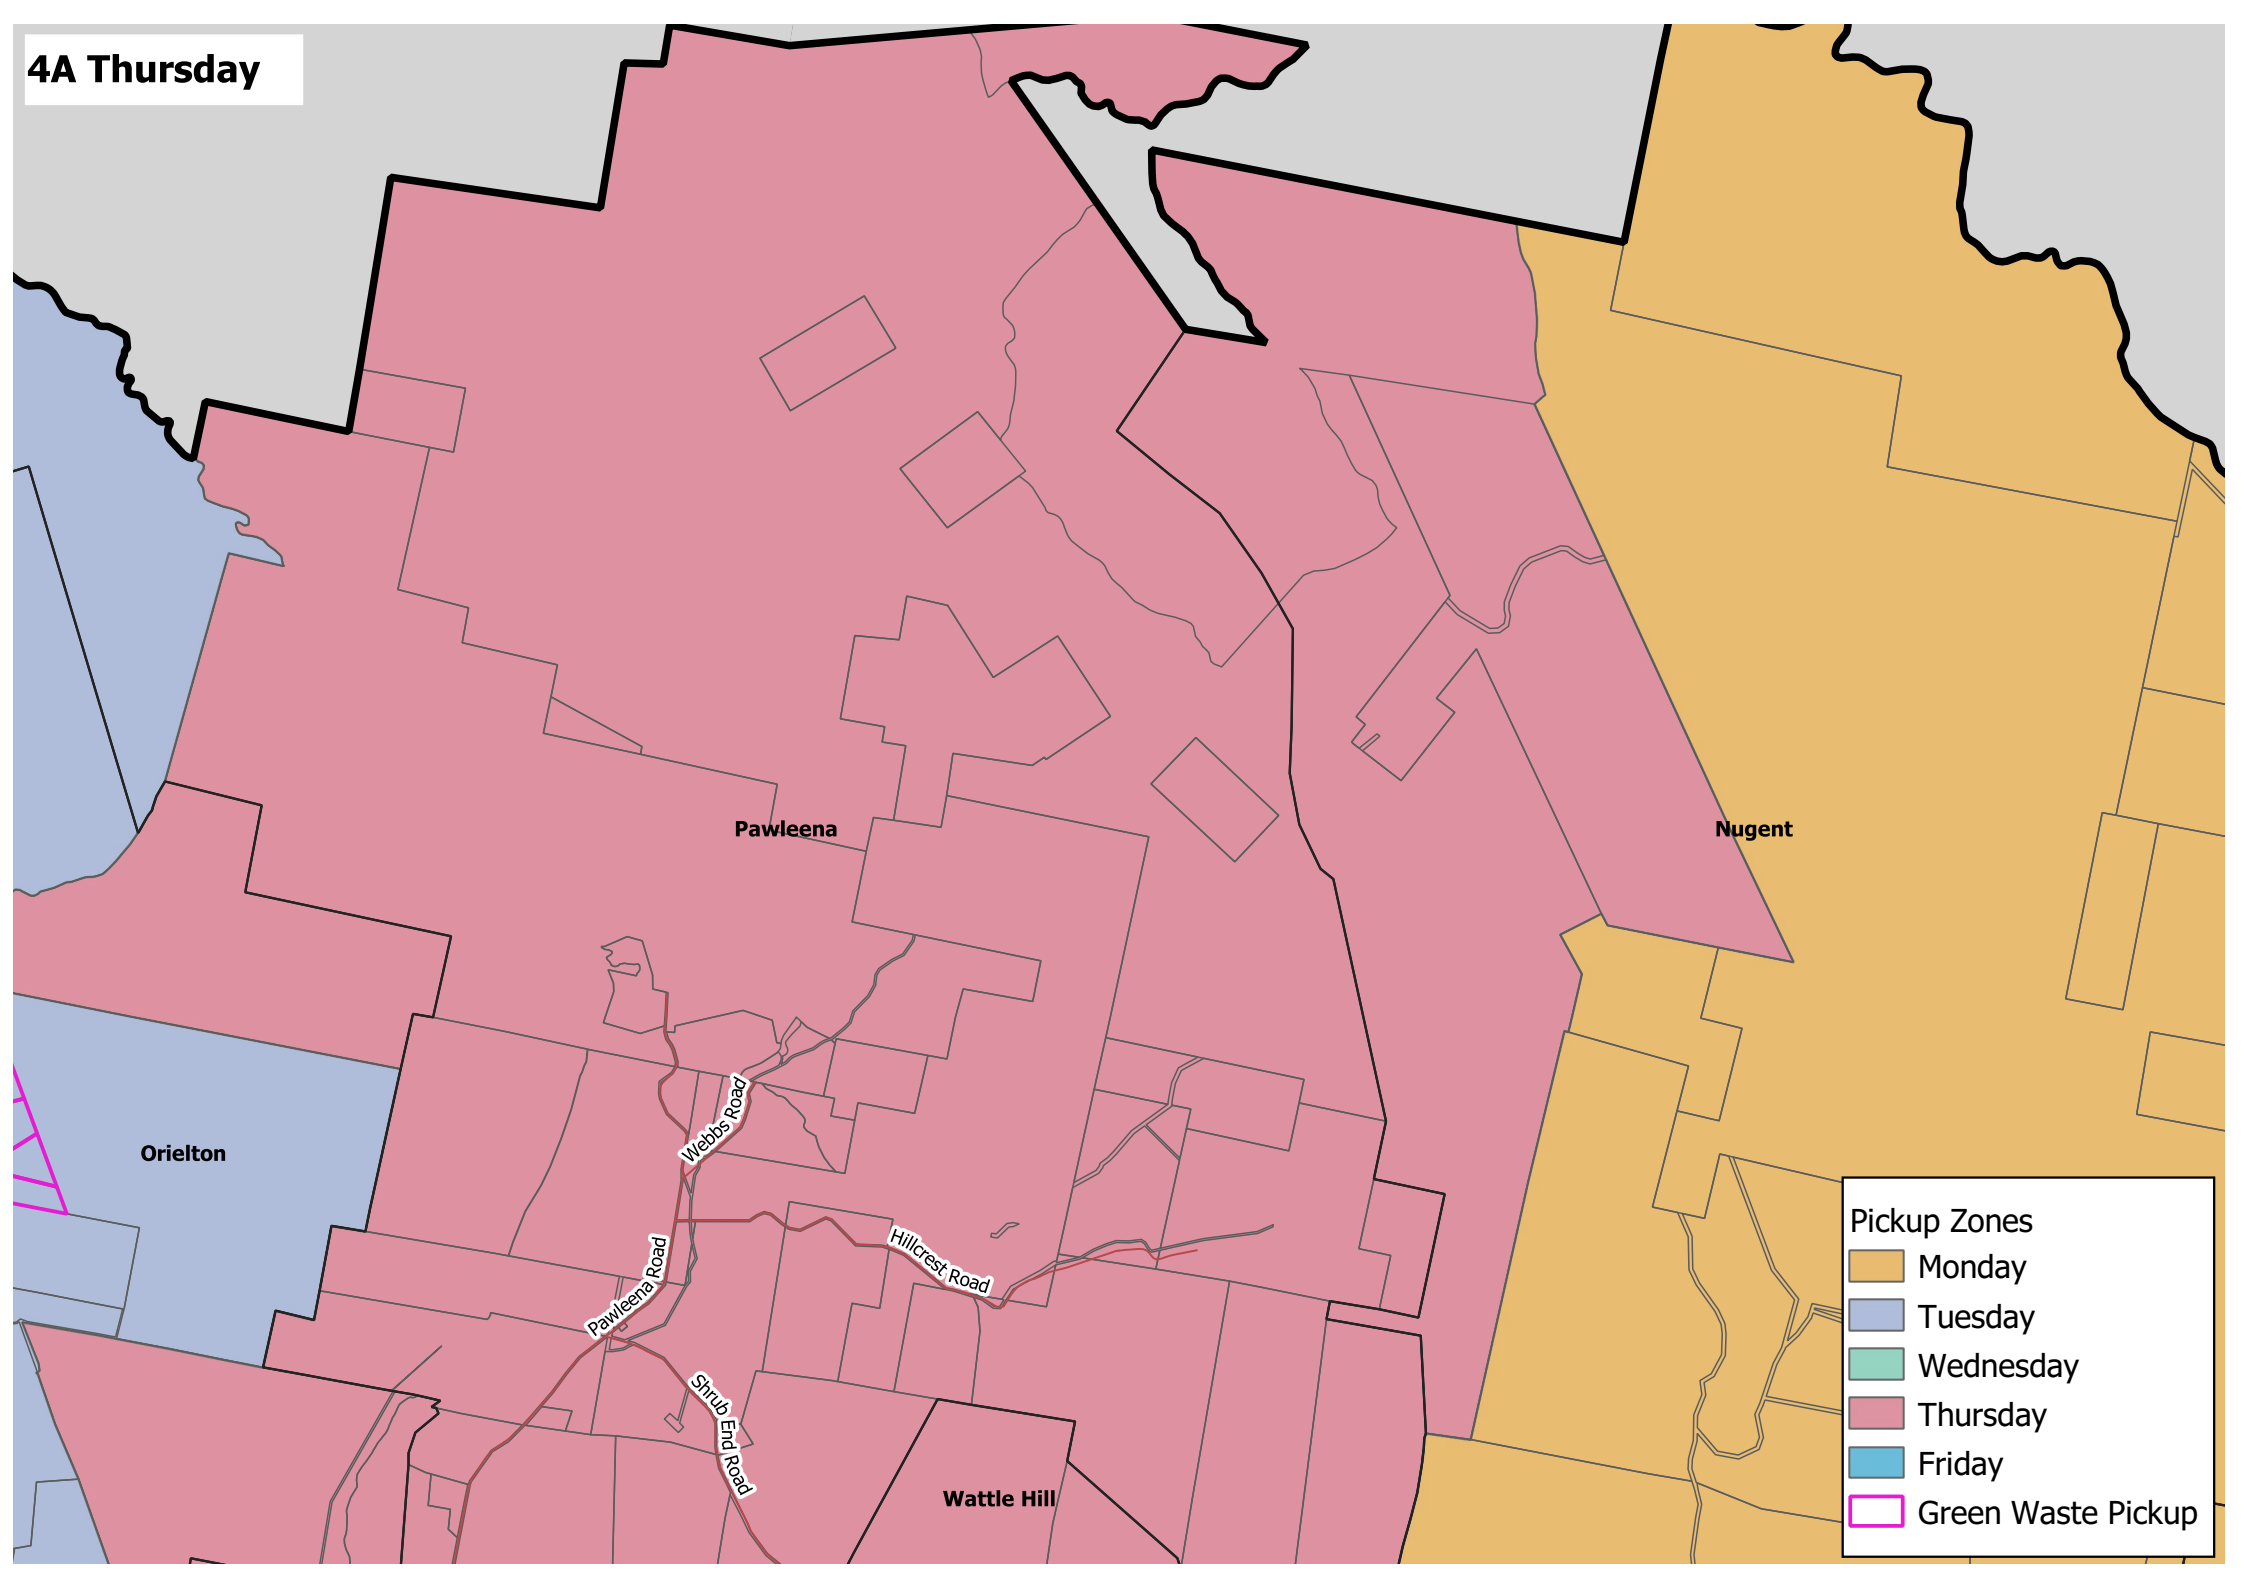 4A Thursday
Pawleena
Nugent
Webbs Road
Orielton
Hillcrest Road
Pawleena Road
Shrub End Road
Wattle Hill
Pickup Zones
Monday
Tuesday
Wednesday
Thursday
Friday
Green Waste Pickup